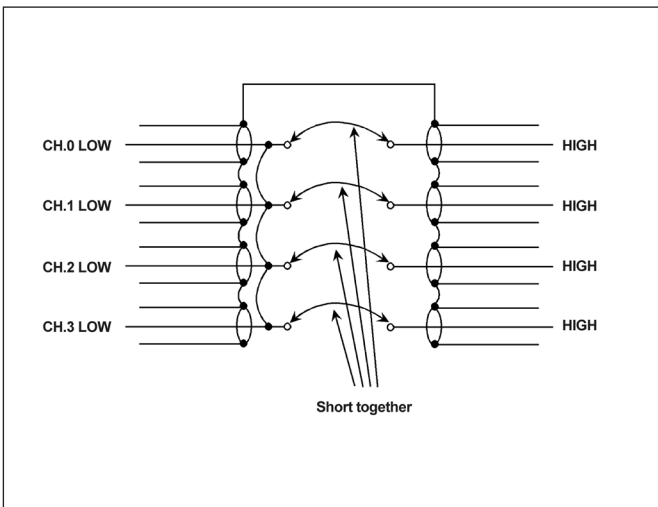 CH.0 LOW
HIGH
CH.1 LOW
HIGH
CH.2 LOW
HIGH
CH.3 LOW
HIGH
Short together